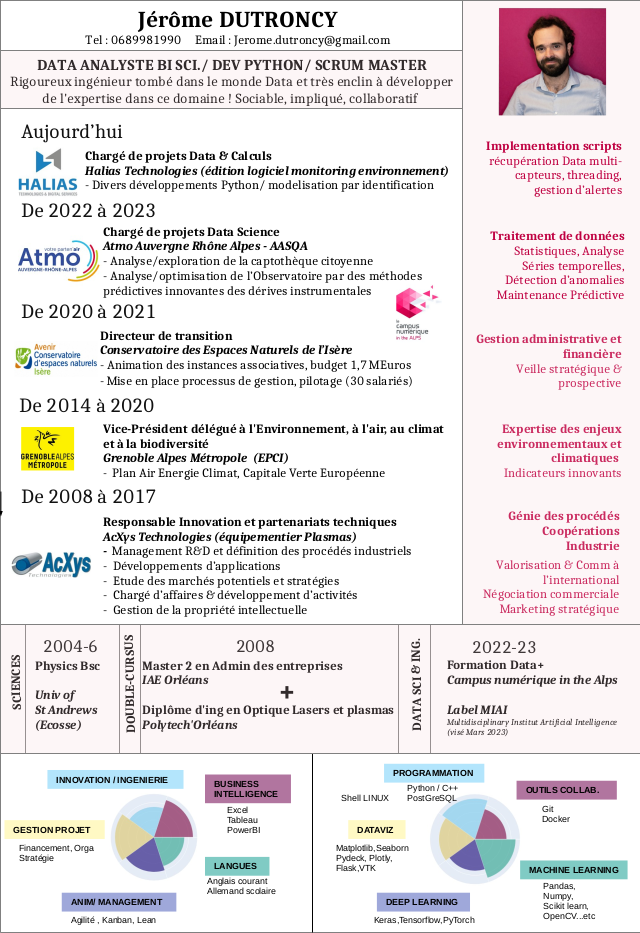 Jérôme DUTRONCY
Tel : 0689981990 Email : Jerome.dutroncy@gmail.com
DATA ANALYSTE BI SCI./ DEV PYTHON/ SCRUM MASTER
Rigoureux ingénieur tombé dans le monde Data et très enclin à développer
de l'expertise dans ce domaine ! Sociable, impliqué, collaboratif
Aujourd'hui
HALIAS
TECHNOLOGIES & DIGITAL SERVICES
Chargé de projets Data & Calculs
Halias Technologies (édition logiciel monitoring environnement)
- Divers développements Python/ modelisation par identification
De 2022 à 2023
votre parten'air
Atmo
AUVERGNE-RHÔNE-ALPES
Chargé de projets Data Science
Atmo Auvergne Rhône Alpes - AASQA
- Analyse/exploration de la captothèque citoyenne
- Analyse/optimisation de l'Observatoire par des méthodes
prédictives innovantes des dérives instrumentales
le
campus
numérique
in the ALPS
De 2020 à 2021
Avenir
Conservatoire
d'espaces naturels
Isère
Directeur de transition
Conservatoire des Espaces Naturels de l'Isère
- Animation des instances associatives, budget 1,7 MEuros
- Mise en place processus de gestion, pilotage (30 salariés)
De 2014 à 2020
GRENOBLEALPES
MÉTROPOLE
Vice-Président délégué à l'Environnement, à l'air, au climat
et à la biodiversité
Grenoble Alpes Métropole (EPCI)
- Plan Air Energie Climat, Capitale Verte Européenne
De 2008 à 2017
AcXys
Technologies
Responsable Innovation et partenariats techniques
AcXys Technologies (équipementier Plasmas)
- Management R&D et définition des procédés industriels
- Développements d'applications
- Etude des marchés potentiels et stratégies
- Chargé d'affaires & développement d'activités
- Gestion de la propriété intellectuelle
Implementation scripts
récupération Data multi-
capteurs, threading,
gestion d'alertes
Traitement de données
Statistiques, Analyse
Séries temporelles,
Détection d'anomalies
Maintenance Prédictive
Gestion administrative et
financière
Veille stratégique &
prospective
Expertise des enjeux
environnementaux et
climatiques
Indicateurs innovants
Génie des procédés
Coopérations
Industrie
Valorisation & Comm à
l'international
Négociation commerciale
Marketing stratégique
SCIENCES
2004-6
Physics Bsc
Univ of
St Andrews
(Ecosse)
DOUBLE-CURSUS
2008
Master 2 en Admin des entreprises
IAE Orléans
+
Diplôme d'ing en Optique Lasers et plasmas
Polytech'Orléans
DATA SCI & ING.
2022-23
Formation Data+
Campus numérique in the Alps
Label MIAI
Multidisciplinary Institut Artificial Intelligence
(visé Mars 2023)
INNOVATION / INGENIERIE
BUSINESS
INTELLIGENCE
Excel
Tableau
PowerBI
GESTION PROJET
Financement, Orga
Stratégie
LANGUES
Anglais courant
Allemand scolaire
ANIM/ MANAGEMENT
Agilité , Kanban, Lean
PROGRAMMATION
Python / C++
Shell LINUX PostGreSQL
OUTILS COLLAB.
Git
Docker
DATAVIZ
Matplotlib,Seaborn
Pydeck, Plotly,
Flask,VTK
MACHINE LEARNING
Pandas,
Numpy,
Scikit learn,
OpenCV...etc
DEEP LEARNING
Keras,Tensorflow,PyTorch